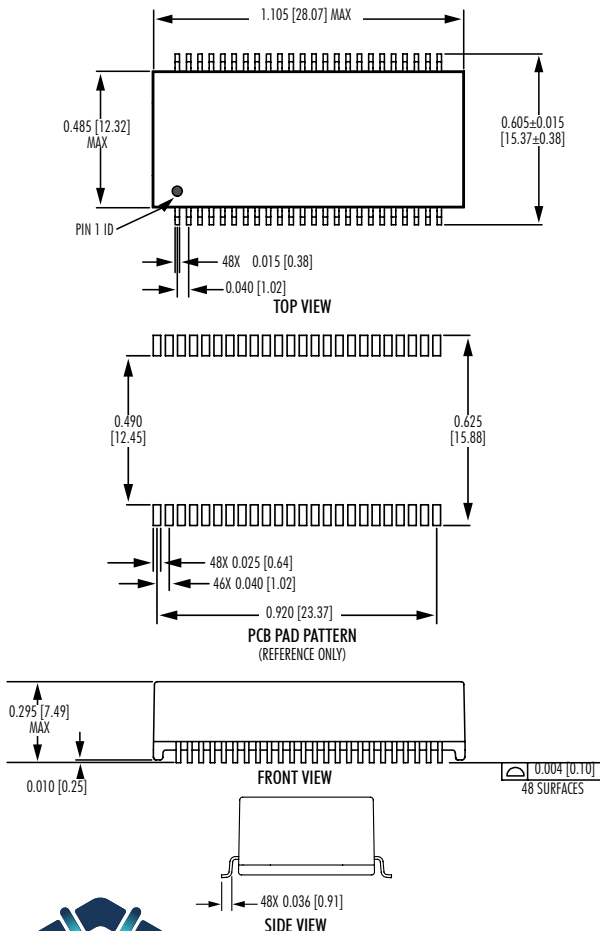 1.105 [28.07] MAX
0.485 [12.32]
MAX
0.605±0.015
[15.37±0.38]
PIN 1 ID
48X 0.015 [0.38]
0.040 [1.02]
TOP VIEW
0.490
[12.45]
0.625
[15.88]
48X 0.025 [0.64]
46X 0.040 [1.02]
0.920 [23.37]
PCB PAD PATTERN
(REFERENCE ONLY)
0.295 [7.49]
MAX
0.010 [0.25]
FRONT VIEW
0.004 [0.10]
48 SURFACES
48X 0.036 [0.91]
SIDE VIEW